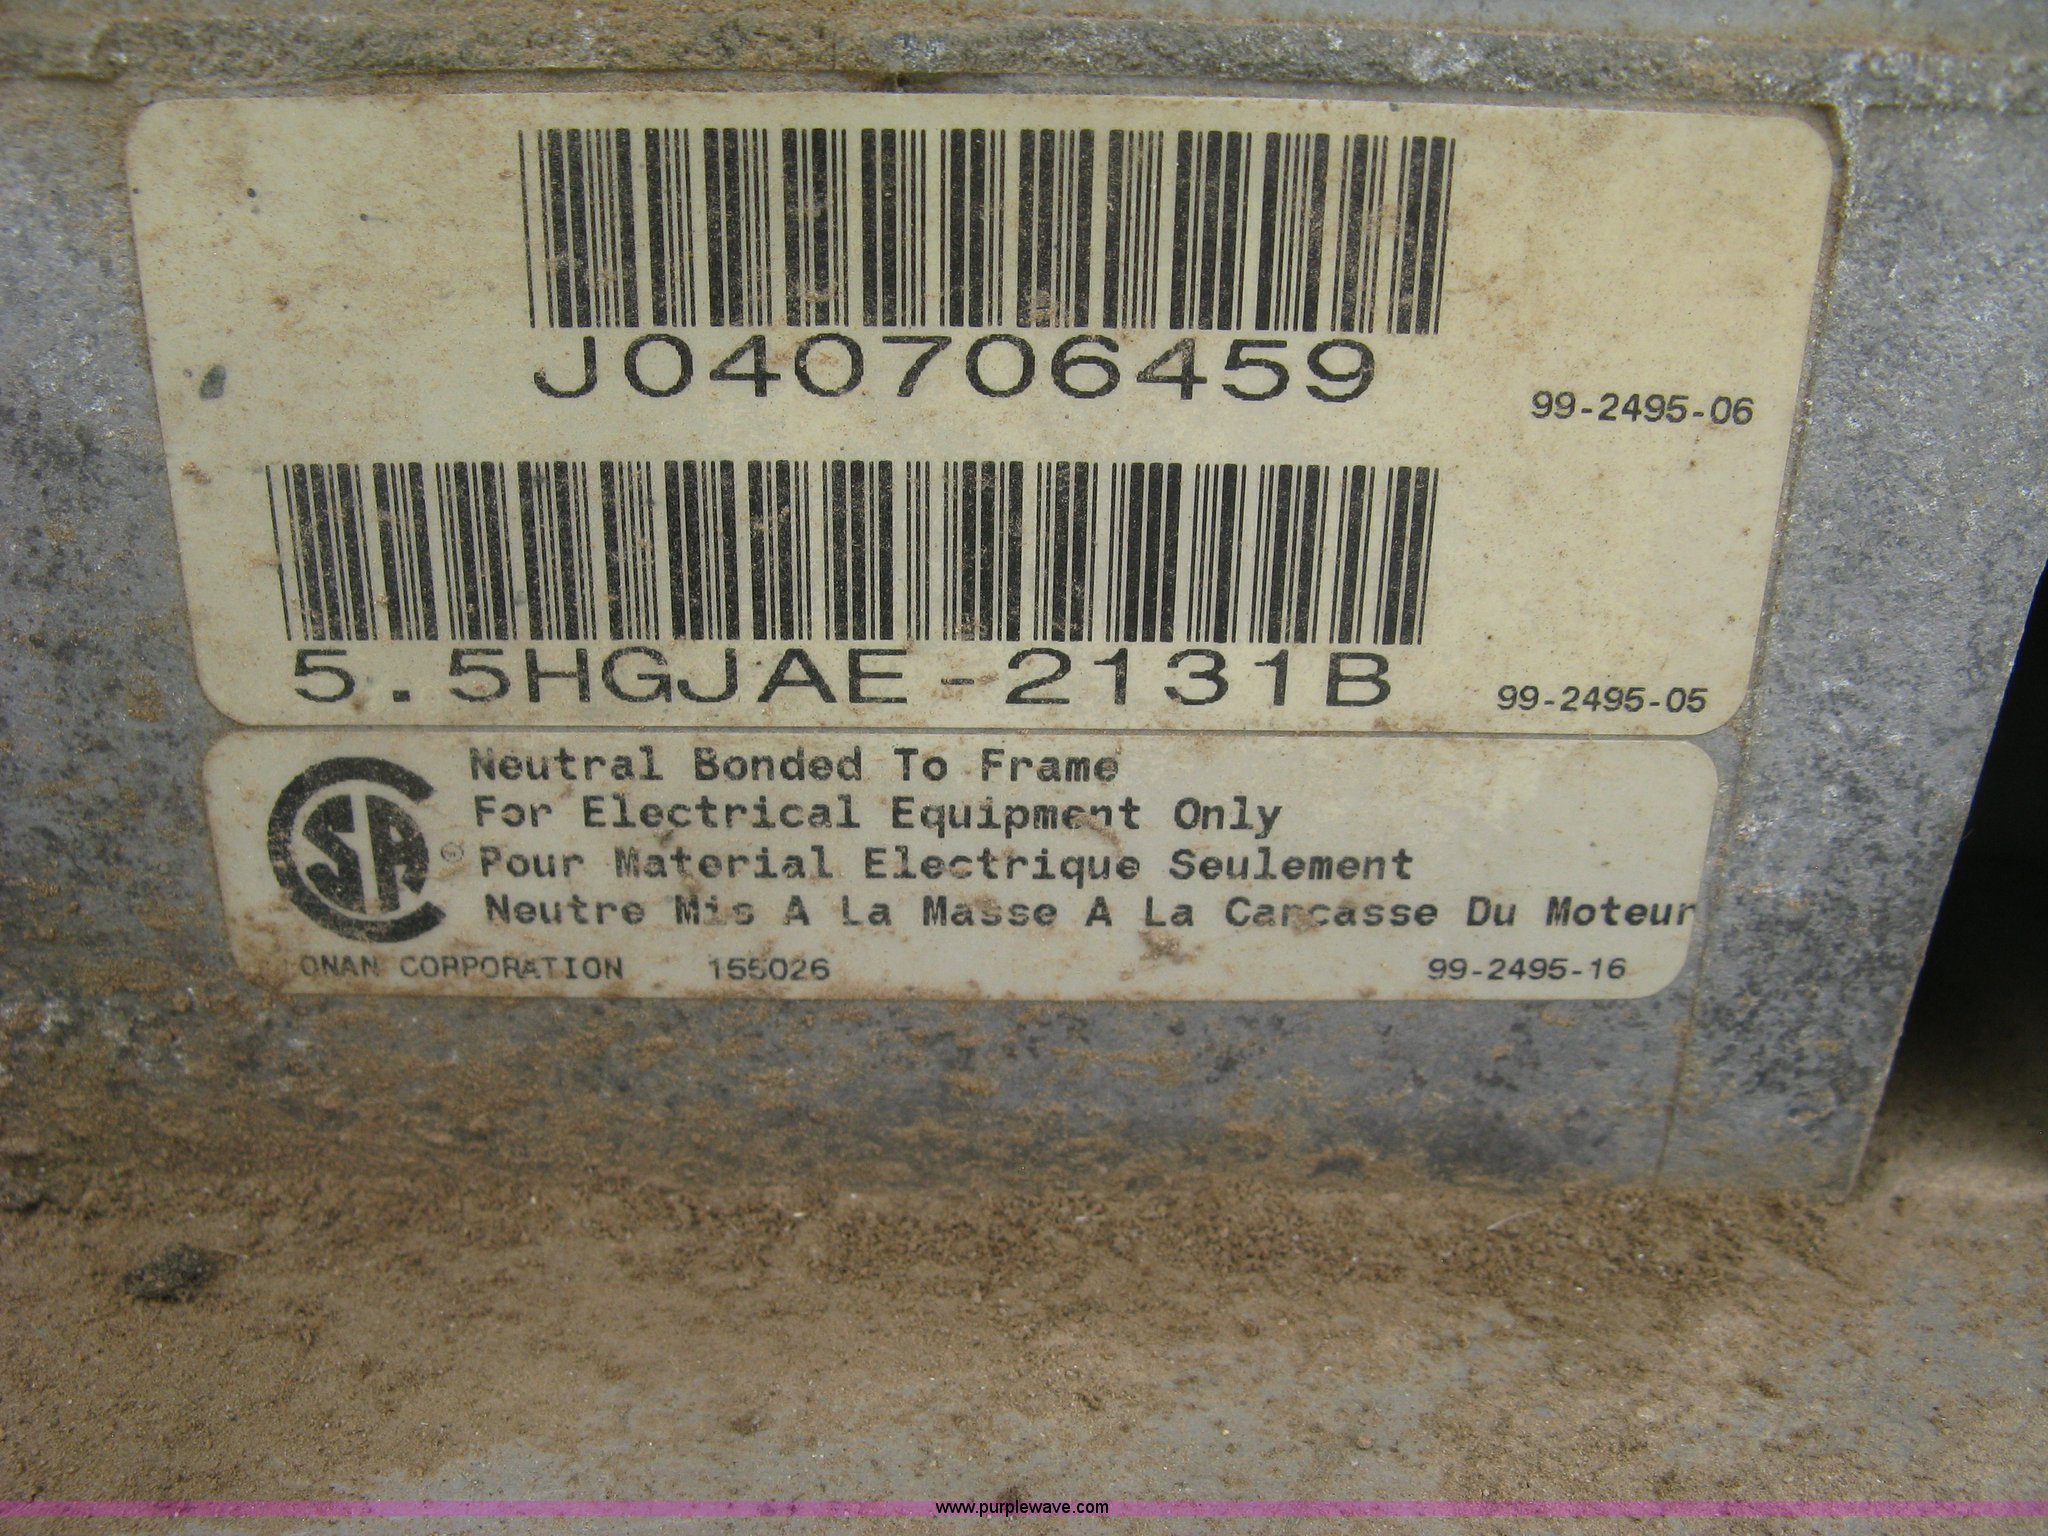 J040706459
99-2495-06
5.5HGJAE-2131B
99-2495-05
CSA®
Neutral Bonded To Frame
For Electrical Equipment Only
Pour Material Electrique Seulement
Neutre Mis A La Masse A La Carcasse Du Moteur
ONAN CORPORATION 155026 99-2495-16
www.purplewave.com